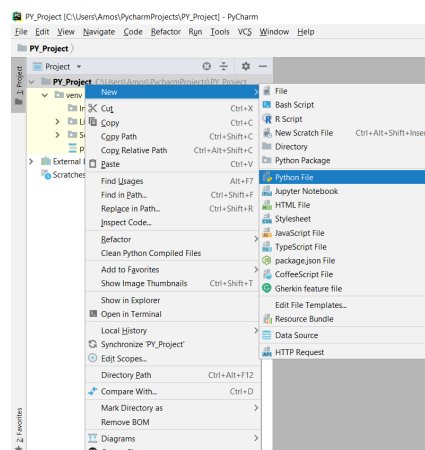 PY_Project [C:\Users\Amos\PycharmProjects\PY_Project] - PyCharm
File Edit View Navigate Code Refactor Run Tools VCS Window Help
PY_Project
Project
1: Project
PY_Project C:\Users\Amos\PycharmProjects\PY_Project
venv
External
Scratches
New
Cut Ctrl+X
Copy Ctrl+C
Copy Path Ctrl+Shift+C
Copy Relative Path Ctrl+Alt+Shift+C
Paste Ctrl+V
Find Usages Alt+F7
Find in Path... Ctrl+Shift+F
Replace in Path... Ctrl+Shift+R
Inspect Code...
Refactor
Clean Python Compiled Files
Add to Favorites
Show Image Thumbnails Ctrl+Shift+T
Show in Explorer
Open in Terminal
Local History
Synchronize 'PY_Project'
Edit Scopes...
Directory Path Ctrl+Alt+F12
Compare With... Ctrl+D
Mark Directory as
Remove BOM
Diagrams
File
Bash Script
R Script
New Scratch File Ctrl+Alt+Shift+Inser
Directory
Python Package
Python File
Jupyter Notebook
HTML File
Stylesheet
JavaScript File
TypeScript File
package.json File
CoffeeScript File
Gherkin feature file
Edit File Templates...
Resource Bundle
Data Source
HTTP Request
2: Favorites